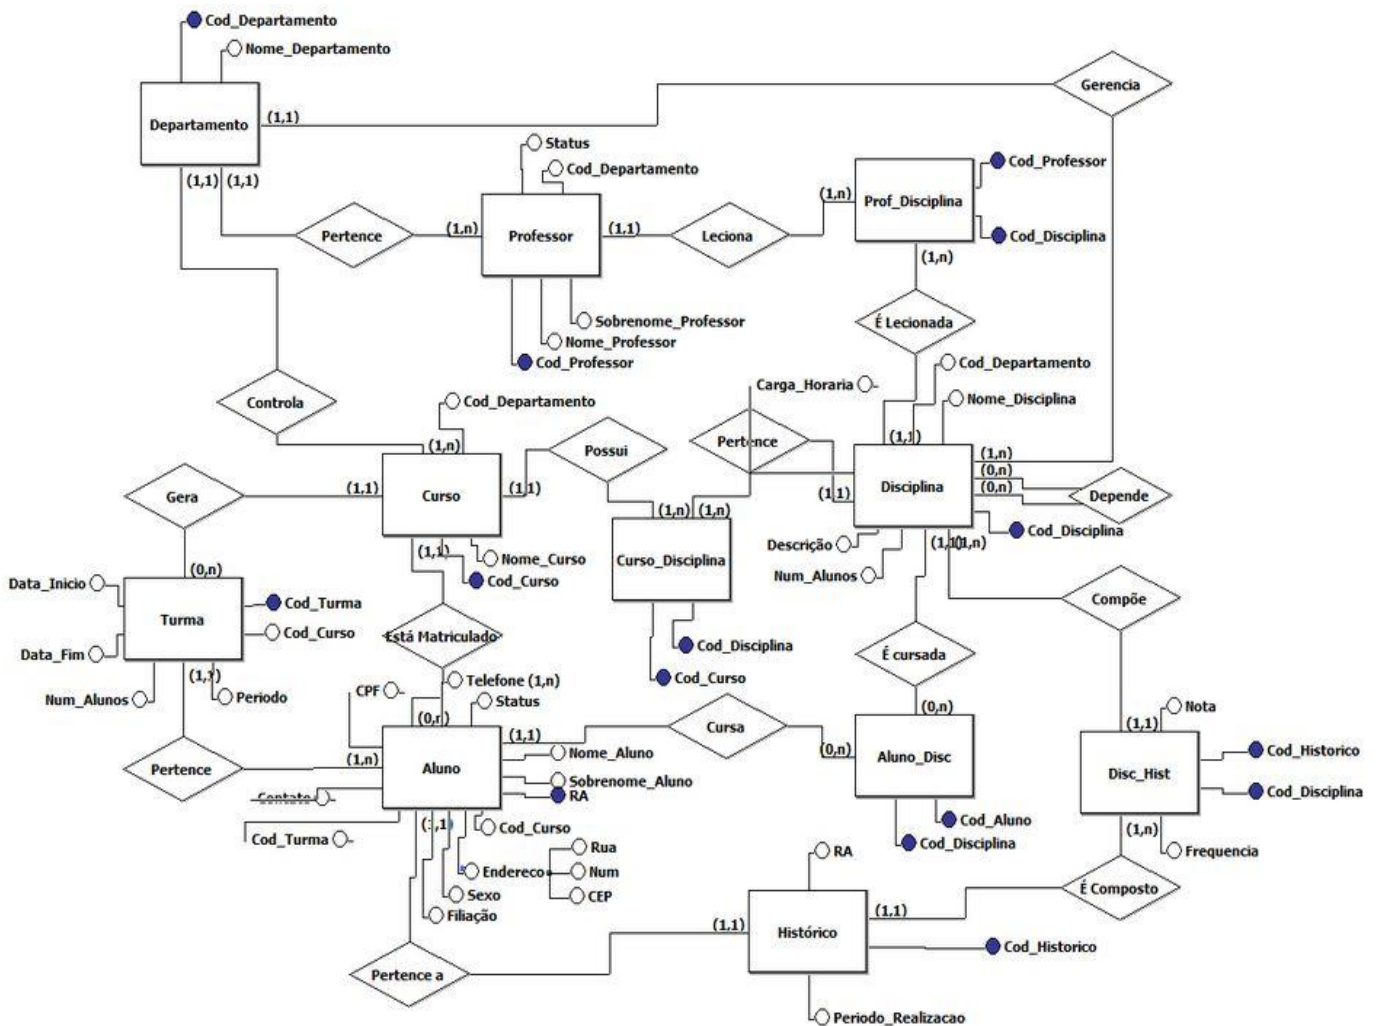 Cod_Departamento
Nome_Departamento
Departamento
(1,1)
Gerencia
(1,1)
(1,1)
Status
Cod_Departamento
Pertence
(1,n)
Professor
(1,1)
Leciona
(1,n)
Prof_Disciplina
Cod_Professor
Cod_Disciplina
(1,n)
Sobrenome_Professor
Nome_Professor
Cod_Professor
É Lecionada
Cod_Departamento
Nome_Disciplina
Carga_Horaria
Controla
Cod_Departamento
(1,n)
Possui
Pertence
(1,1)
(1,n)
(0,n)
(0,n)
Depende
Gera
(1,1)
Curso
(1,1)
(1,n)
(1,n)
(1,1)
Disciplina
Cod_Disciplina
Descrição
Num_Alunos
(1,1)
(1,n)
(1,1)
Nome_Curso
Cod_Curso
Curso_Disciplina
Cod_Disciplina
Cod_Curso
(0,n)
Data_Inicio
Turma
Cod_Turma
Cod_Curso
Data_Fim
Num_Alunos
Periodo
Está Matriculado
É cursada
Compõe
CPF
Telefone (1,n)
Status
(0,n)
(1,1)
Cursa
(0,n)
(0,n)
Aluno_Disc
Cod_Aluno
Cod_Disciplina
Pertence
(1,n)
Aluno
Nome_Aluno
Sobrenome_Aluno
RA
Contato
Cod_Turma
Cod_Curso
Endereco
Rua
Num
CEP
Sexo
Filiação
(1,1)
Nota
Disc_Hist
Cod_Historico
Cod_Disciplina
(1,n)
Frequencia
É Composto
RA
(1,1)
Histórico
(1,1)
Cod_Historico
Pertence a
Periodo_Realizacao